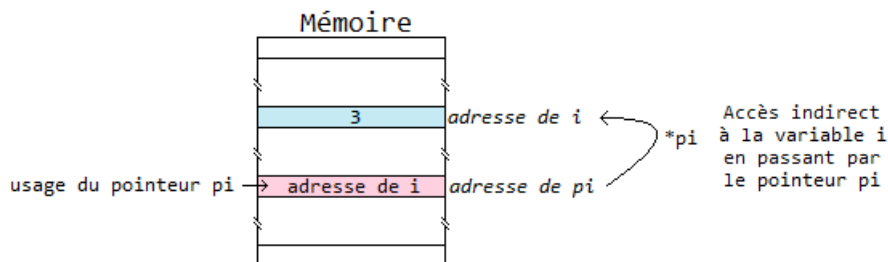 Mémoire
3
adresse de i
*pi
Accès indirect
à la variable i
en passant par
le pointeur pi
usage du pointeur pi
adresse de i
adresse de pi